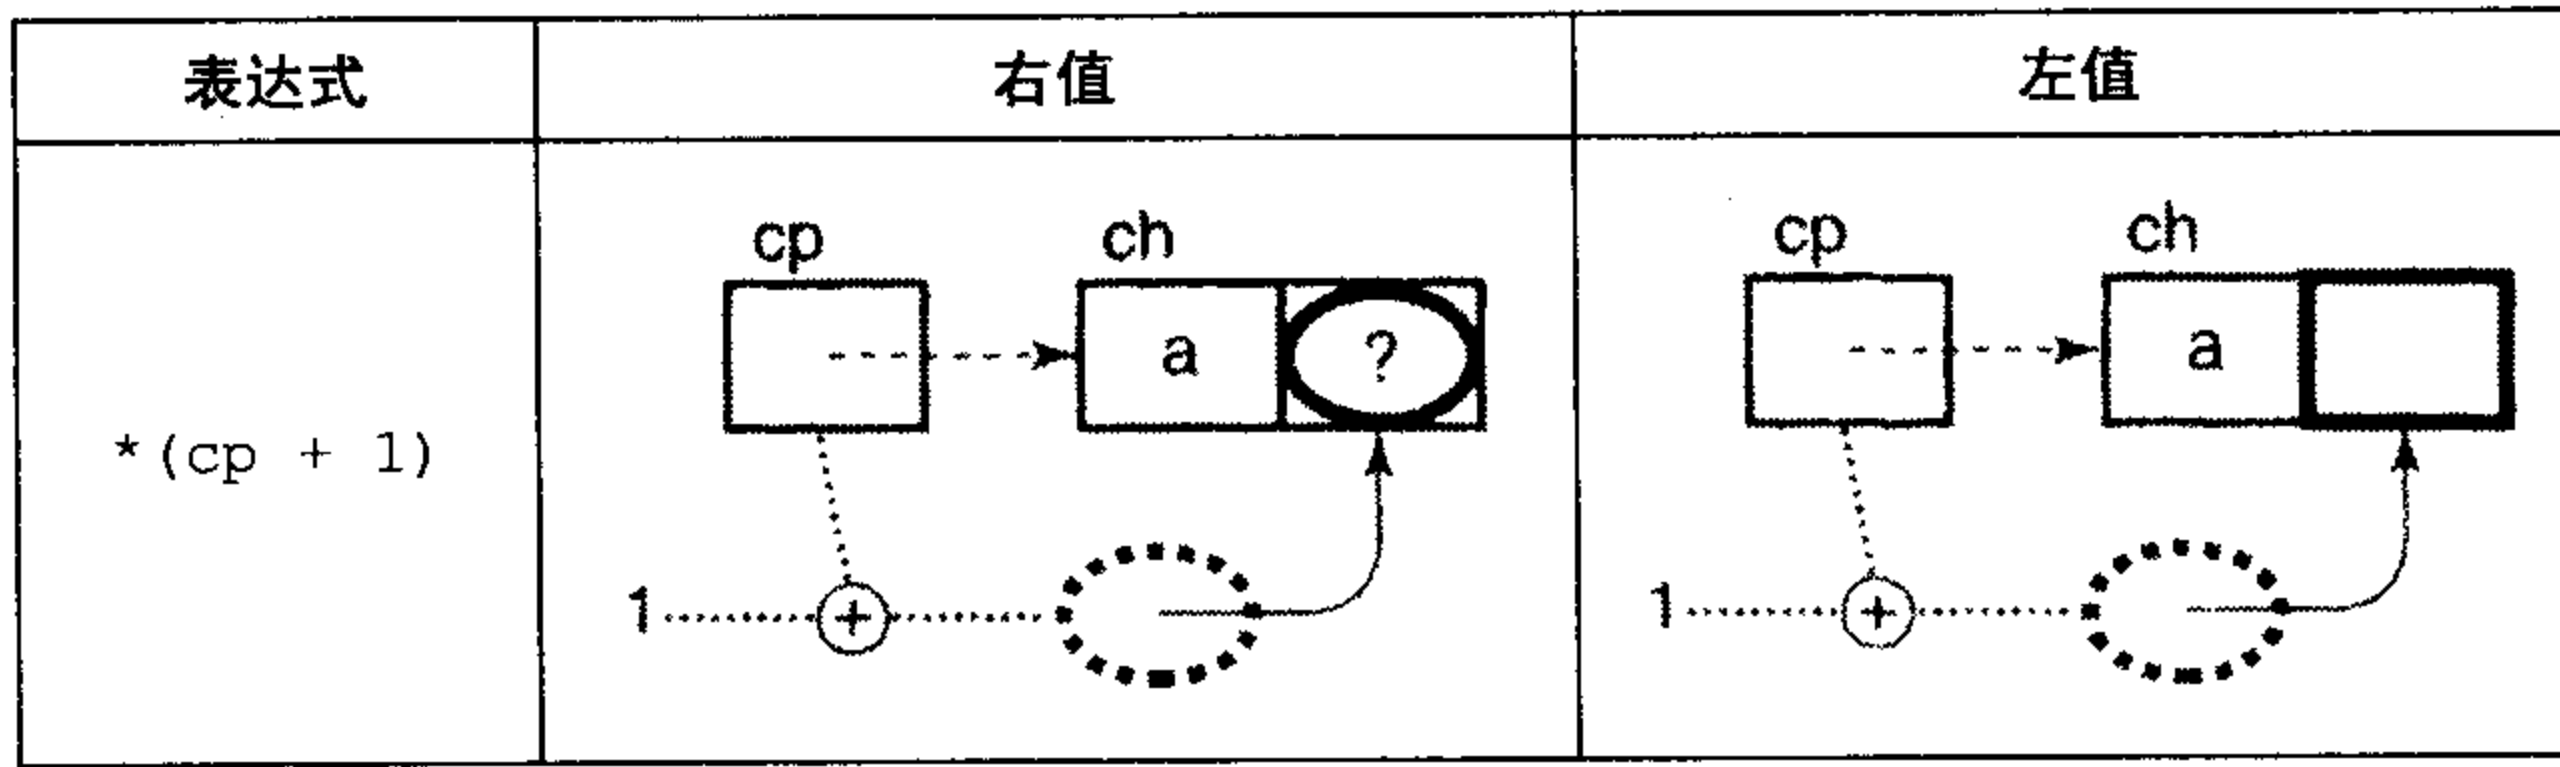 表达式 右值 左值
cp ch cp ch
a ? a
*(cp + 1)
1 + 1 +